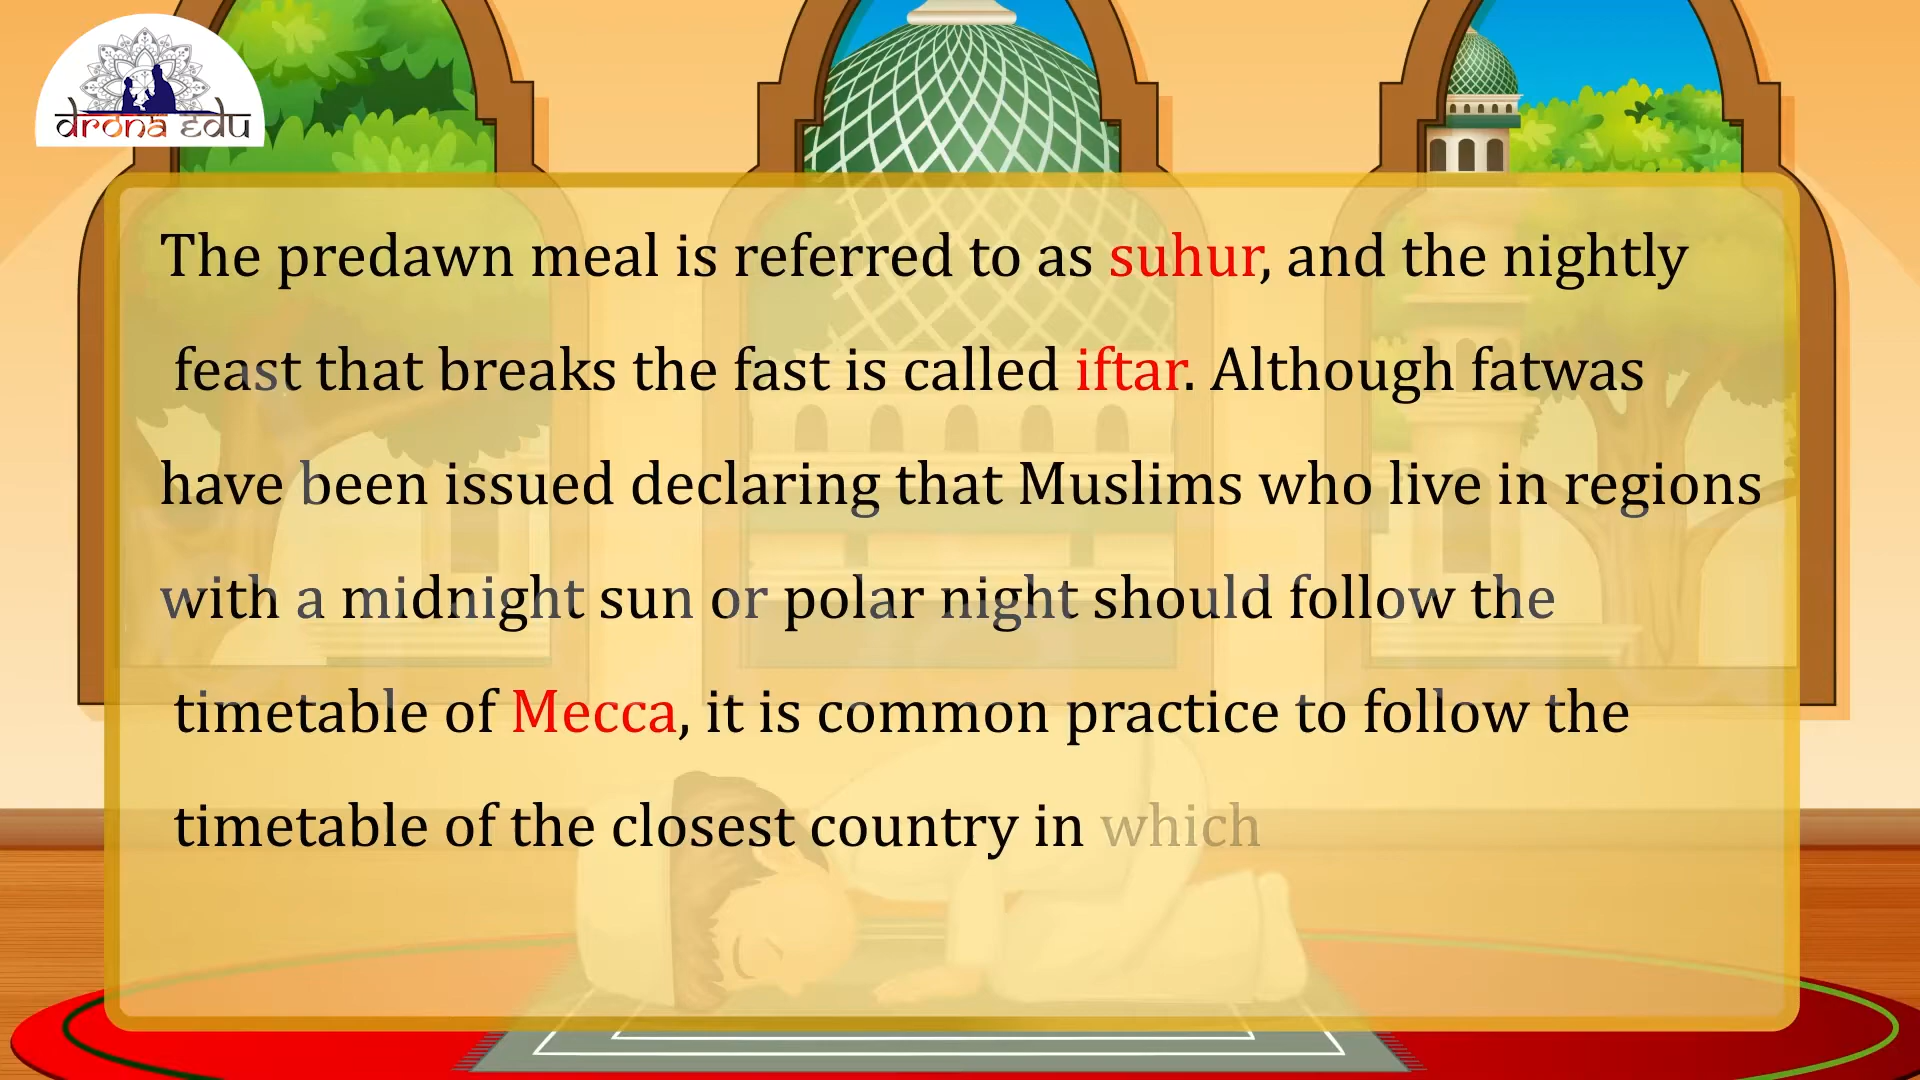 drona edu
The predawn meal is referred to as suhur, and the nightly
feast that breaks the fast is called iftar. Although fatwas
have been issued declaring that Muslims who live in regions
with a midnight sun or polar night should follow the
timetable of Mecca, it is common practice to follow the
timetable of the closest country in which